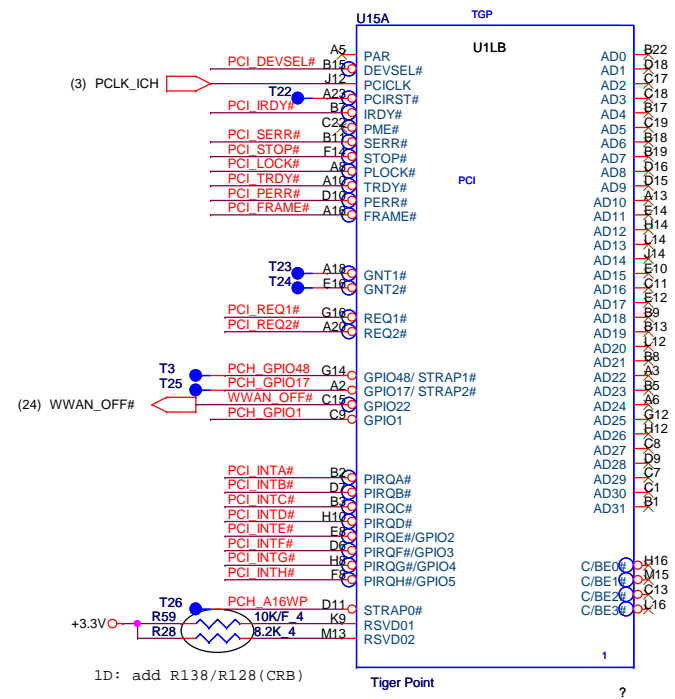 U15A
TGP
U1LB
PCI
A5 PAR
PCI_DEVSEL# B15 DEVSEL#
(3) PCLK_ICH J12 PCICLK
T22 A23 PCIRST#
PCI_IRDY# B7 IRDY#
C22 PME#
PCI_SERR# B11 SERR#
PCI_STOP# F14 STOP#
PCI_LOCK# A8 PLOCK#
PCI_TRDY# A10 TRDY#
PCI_PERR# D10 PERR#
PCI_FRAME# A16 FRAME#
T23 A18 GNT1#
T24 E16 GNT2#
PCI_REQ1# G16 REQ1#
PCI_REQ2# A20 REQ2#
T3 PCH_GPIO48 G14 GPIO48/ STRAP1#
T25 PCH_GPIO17 A2 GPIO17/ STRAP2#
(24) WWAN_OFF# WWAN_OFF# C15 GPIO22
PCH_GPIO1 C9 GPIO1
PCI_INTA# B2 PIRQA#
PCI_INTB# D7 PIRQB#
PCI_INTC# B3 PIRQC#
PCI_INTD# H10 PIRQD#
PCI_INTE# E8 PIRQE#/GPIO2
PCI_INTF# D6 PIRQF#/GPIO3
PCI_INTG# H8 PIRQG#/GPIO4
PCI_INTH# F8 PIRQH#/GPIO5
T26 PCH_A16WP D11 STRAP0#
+3.3V R59 10K/F_4 K9 RSVD01
R28 8.2K_4 M13 RSVD02
AD0 B22
AD1 D18
AD2 C17
AD3 C18
AD4 B17
AD5 C19
AD6 B18
AD7 B19
AD8 D16
AD9 D15
AD10 A13
AD11 E14
AD12 H14
AD13 L14
AD14 J14
AD15 E10
AD16 C11
AD17 E12
AD18 B9
AD19 B13
AD20 L12
AD21 B8
AD22 A3
AD23 B5
AD24 A6
AD25 G12
AD26 H12
AD27 C8
AD28 D9
AD29 C7
AD30 C1
AD31 B1
C/BE0# H16
C/BE1# M15
C/BE2# C13
C/BE3# L16
1
1D: add R138/R128(CRB)
Tiger Point
?